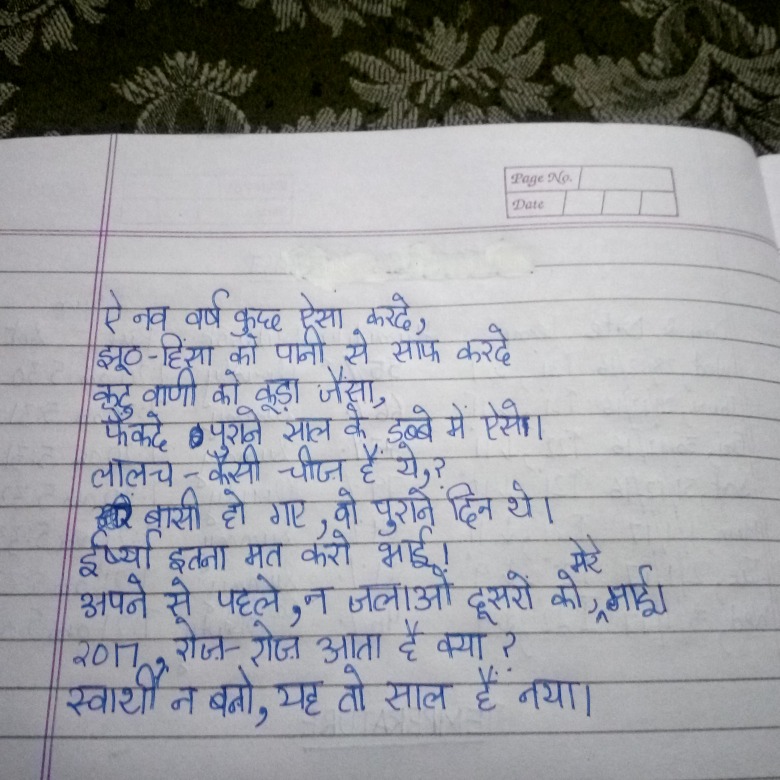 Page No.
Date
ऐ नव वर्ष कुछ ऐसा करदे,
झूठ-हिंसा को पानी से साफ करदे
कटु वाणी को कूड़ा जैसा,
फेंकदे पुराने साल के डब्बे में ऐसे।
लालच - कैसी चीज़ है ये,?
बासी हो गए, वो पुराने दिन थे।
ईर्ष्या इतना मत करो भाई!
अपने से पहले, न जलाओं दूसरों को, मेरे भाई।
2017, रोज़-रोज़ आता है क्या ?
स्वार्थी न बनो, यह तो साल हैं नया।